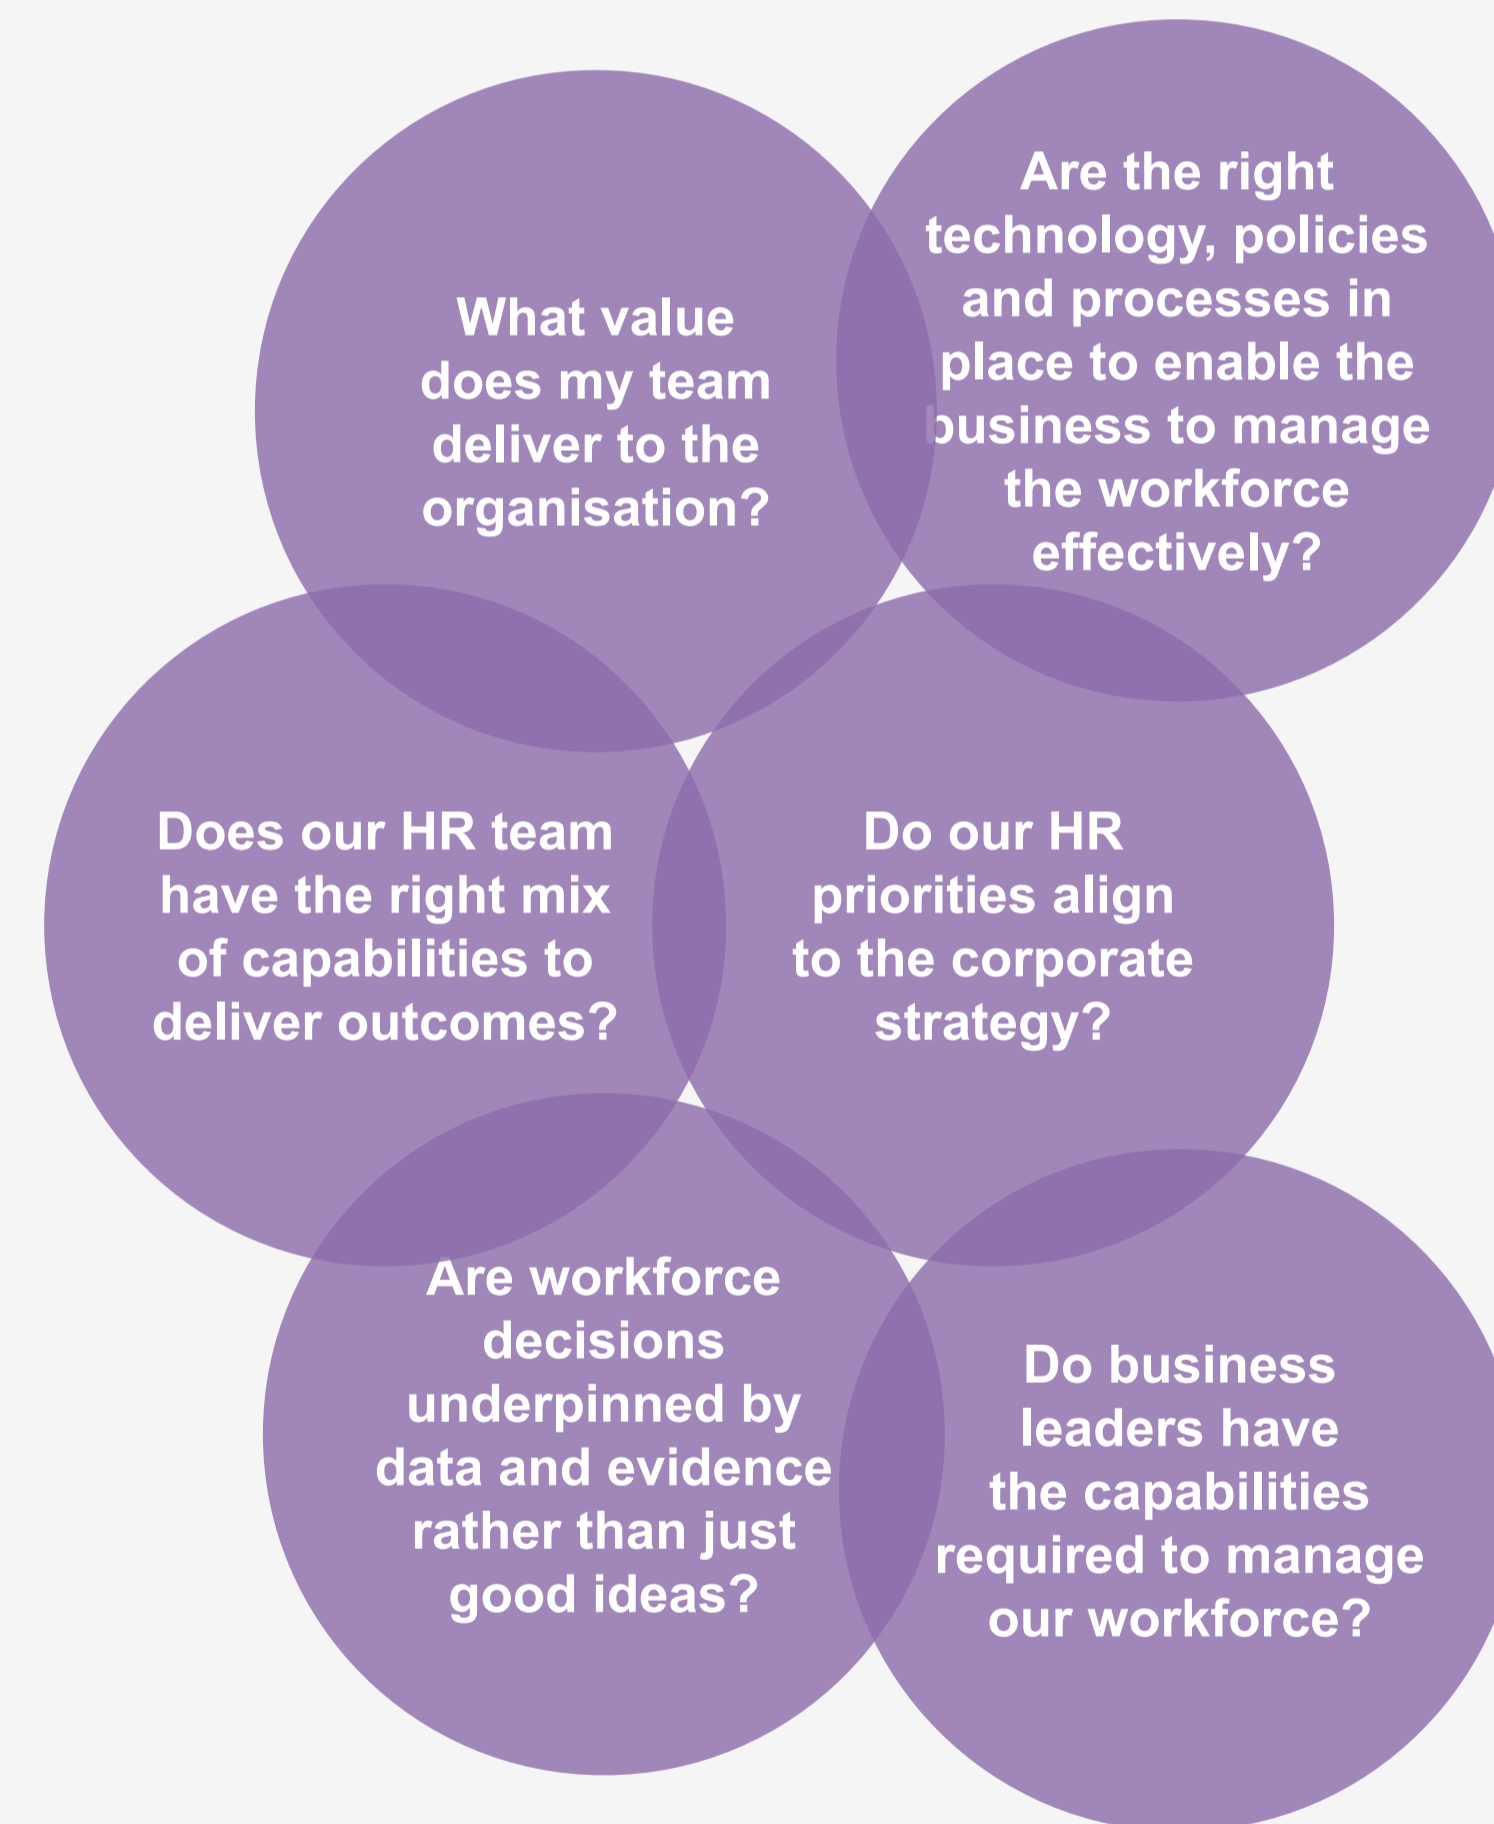 What value
does my team
deliver to the
organisation?
Are the right
technology, policies
and processes in
place to enable the
business to manage
the workforce
effectively?
Does our HR team
have the right mix
of capabilities to
deliver outcomes?
Do our HR
priorities align
to the corporate
strategy?
Are workforce
decisions
underpinned by
data and evidence
rather than just
good ideas?
Do business
leaders have
the capabilities
required to manage
our workforce?